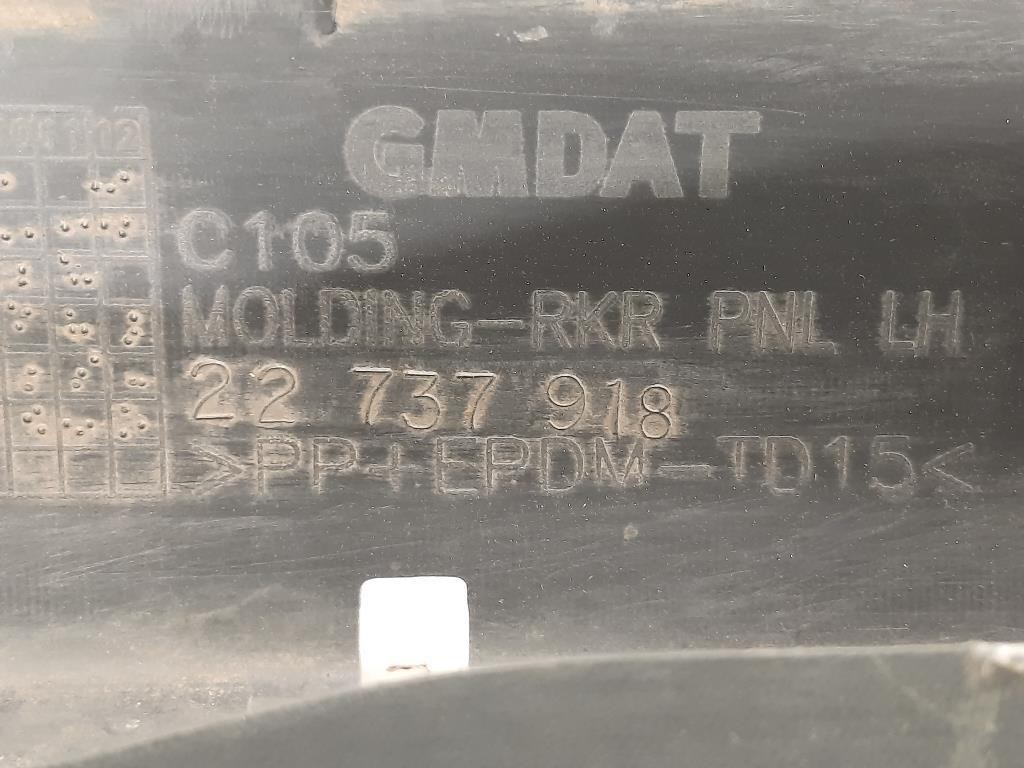 GMDAT
C105
MOLDING-RKR PNL LH
22 737 918
>PP+EPDM-TD15<